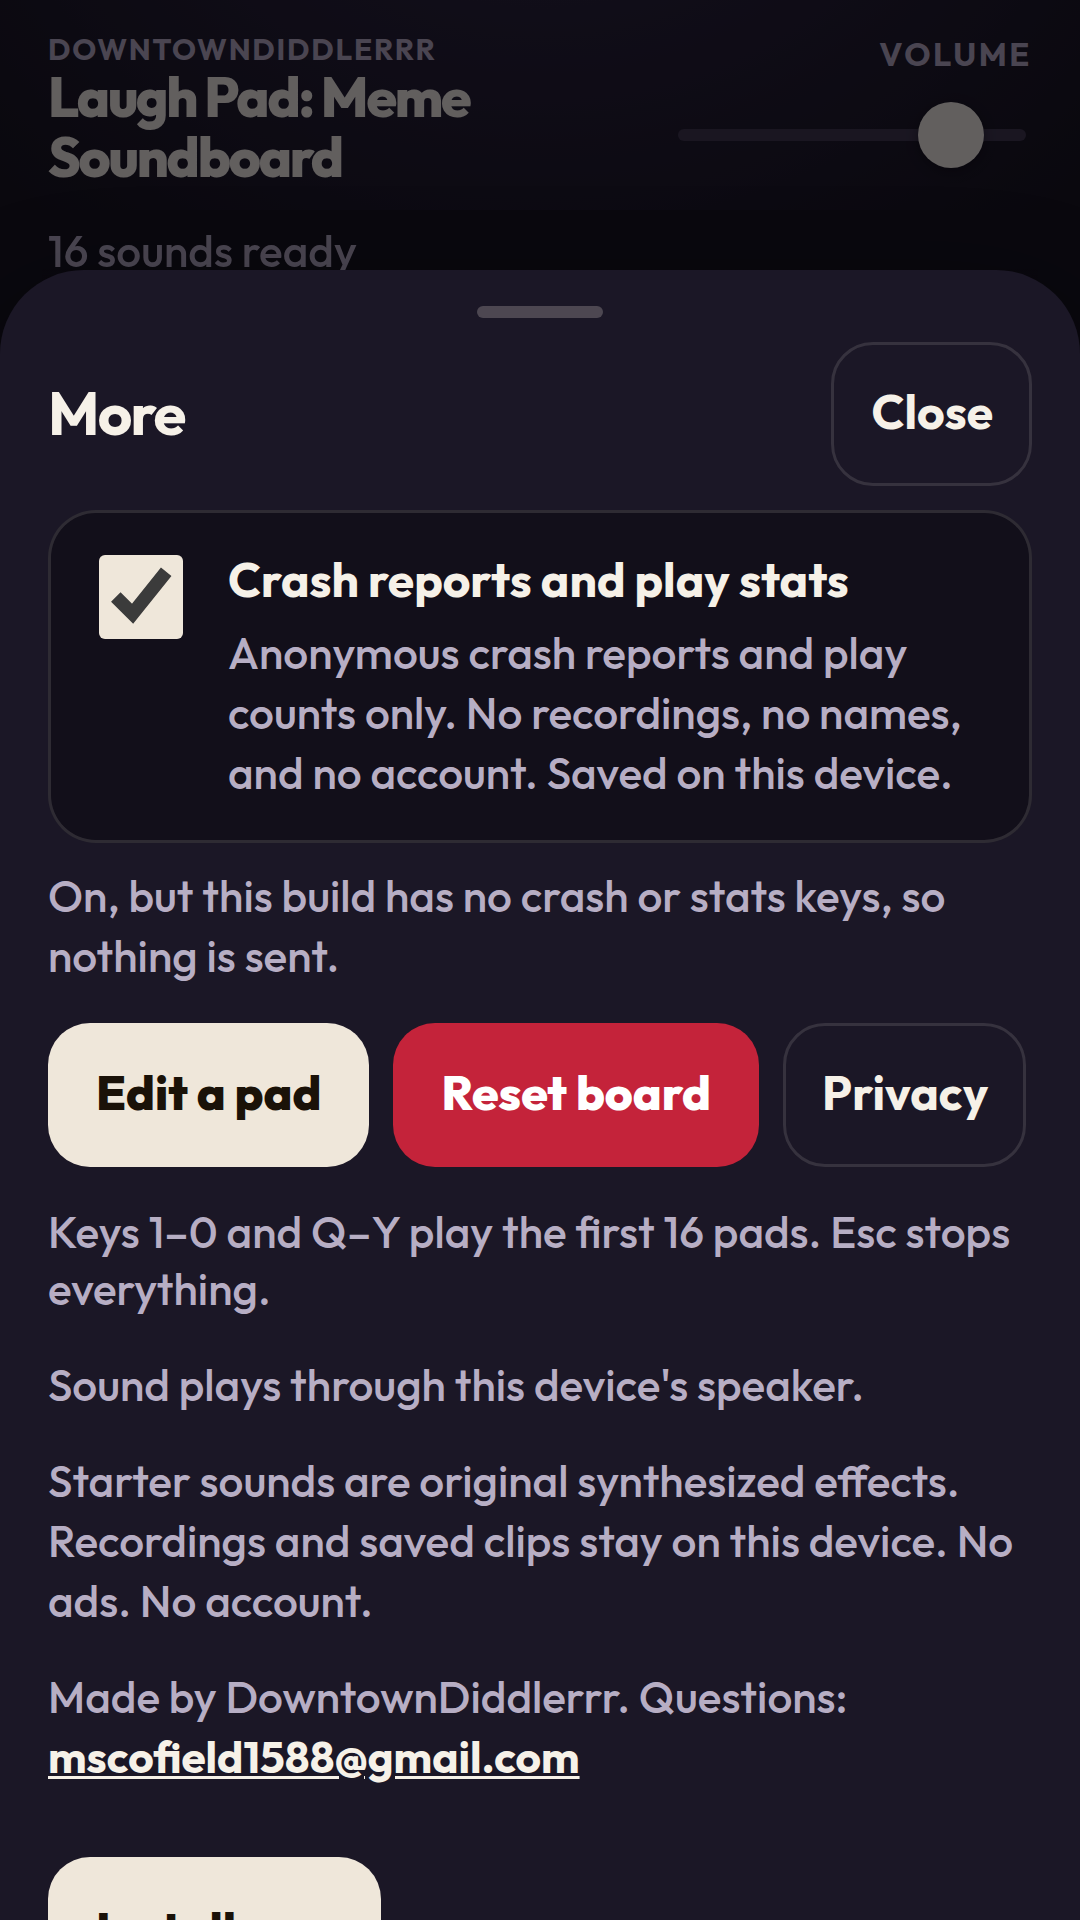 DOWNTOWNDIDDLERRR
Laugh Pad: Meme
Soundboard
VOLUME
16 sounds ready
More
Close
Crash reports and play stats
Anonymous crash reports and play
counts only. No recordings, no names,
and no account. Saved on this device.
On, but this build has no crash or stats keys, so
nothing is sent.
Edit a pad
Reset board
Privacy
Keys 1–0 and Q–Y play the first 16 pads. Esc stops
everything.
Sound plays through this device's speaker.
Starter sounds are original synthesized effects.
Recordings and saved clips stay on this device. No
ads. No account.
Made by DowntownDiddlerrr. Questions:
mscofield1588@gmail.com